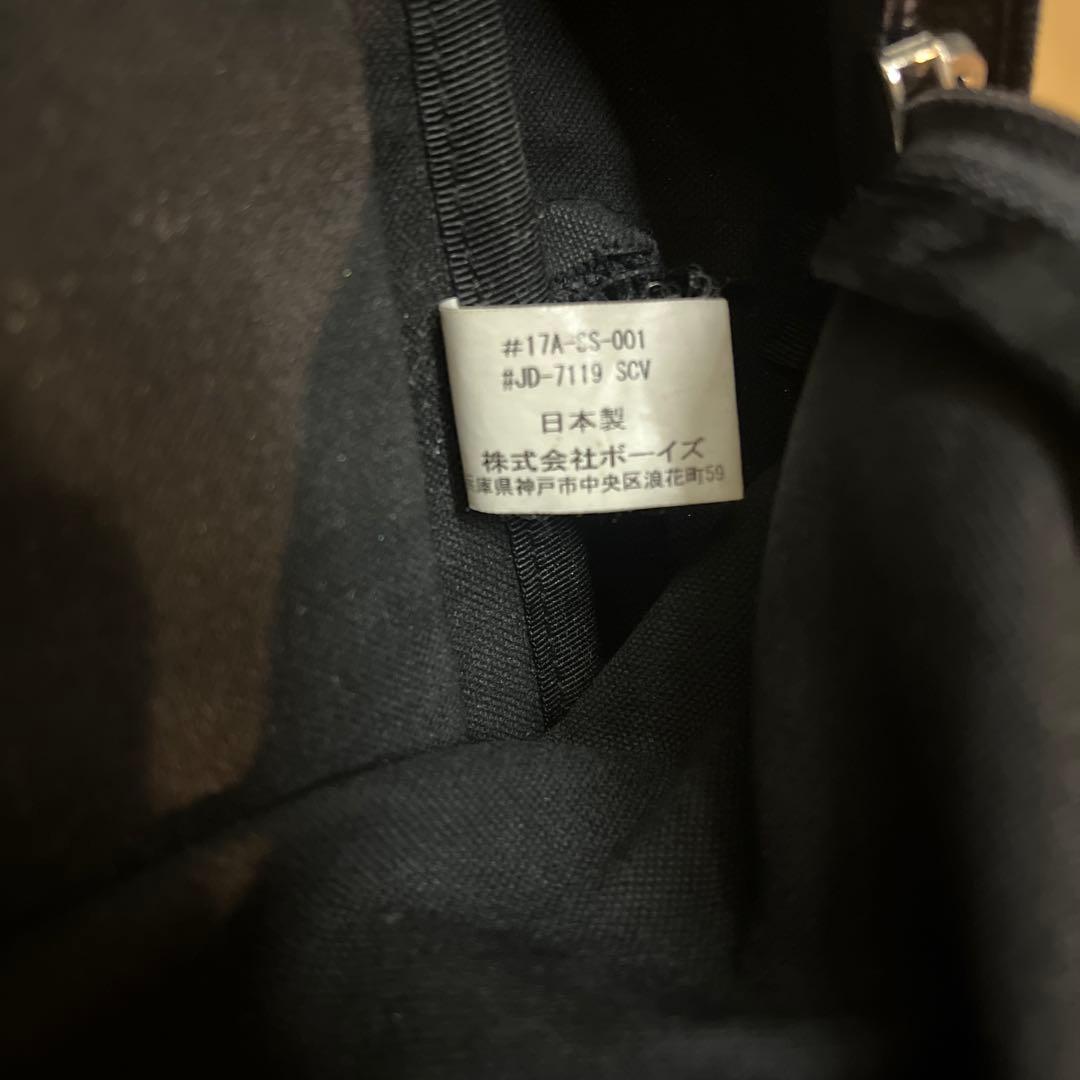 #17A-SS-001
#JD-7119 SCV
日本製
株式会社ボーイズ
兵庫県神戸市中央区浪花町59